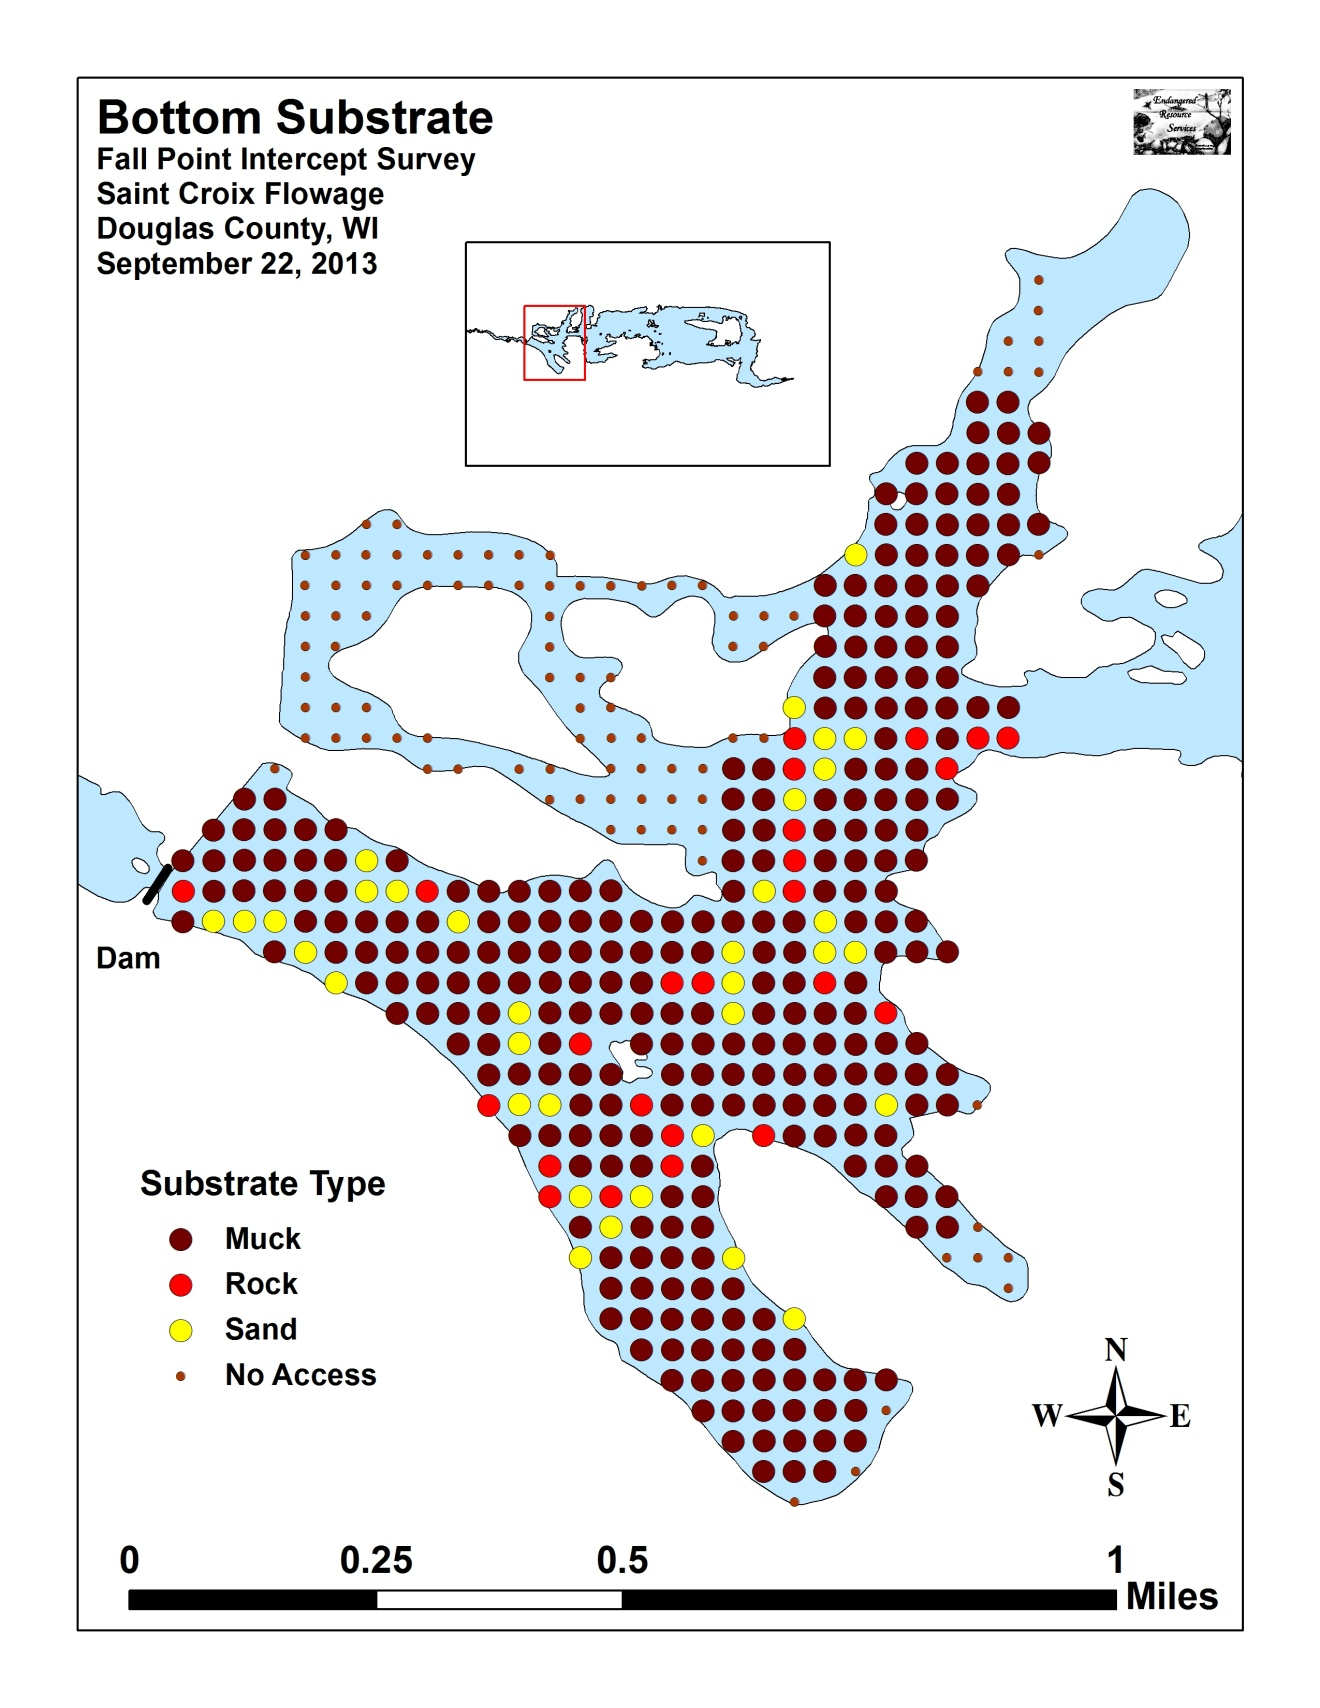 Bottom Substrate
Fall Point Intercept Survey
Saint Croix Flowage
Douglas County, WI
September 22, 2013
Endangered
Resource
Services
Dam
Substrate Type
Muck
Rock
Sand
No Access
N
W E
S
0 0.25 0.5 1
Miles